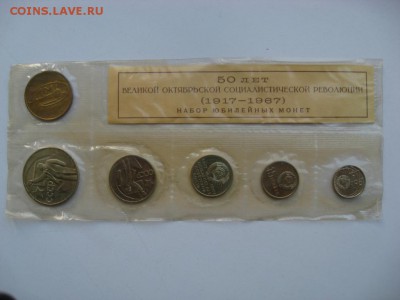 COINS.LAVE.RU
50 ЛЕТ
ВЕЛИКОЙ ОКТЯБРЬСКОЙ СОЦИАЛИСТИЧЕСКОЙ РЕВОЛЮЦИИ
(1917-1967)
НАБОР ЮБИЛЕЙНЫХ МОНЕТ